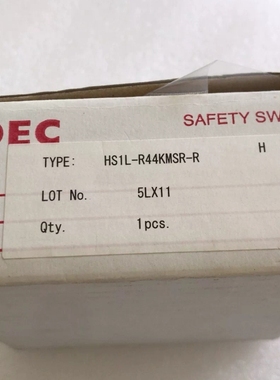 DEC
SAFETY SW
TYPE: HS1L-R44KMSR-R H
LOT No. 5LX11
Qty. 1pcs.